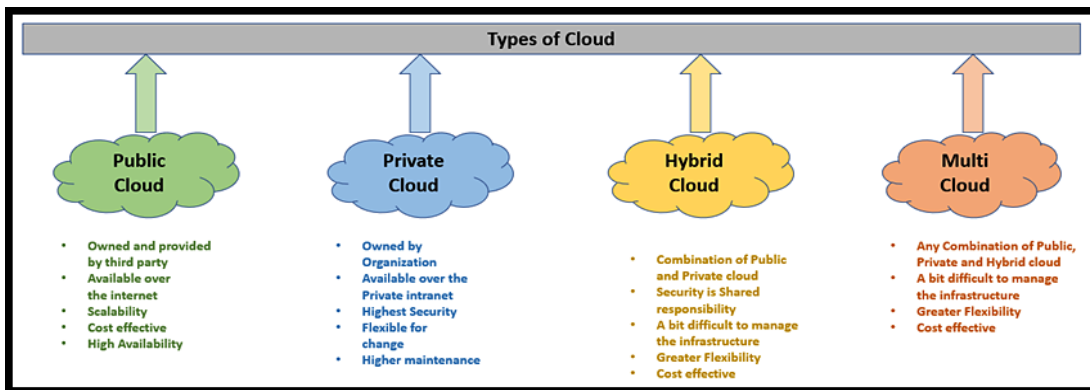 Types of Cloud
Public
Cloud
Private
Cloud
Hybrid
Cloud
Multi
Cloud
• Owned and provided
by third party
• Available over
the internet
• Scalability
• Cost effective
• High Availability
• Owned by
Organization
• Available over the
Private intranet
• Highest Security
• Flexible for
change
• Higher maintenance
• Combination of Public
and Private cloud
• Security is Shared
responsibility
• A bit difficult to manage
the infrastructure
• Greater Flexibility
• Cost effective
• Any Combination of Public,
Private and Hybrid cloud
• A bit difficult to manage
the infrastructure
• Greater Flexibility
• Cost effective